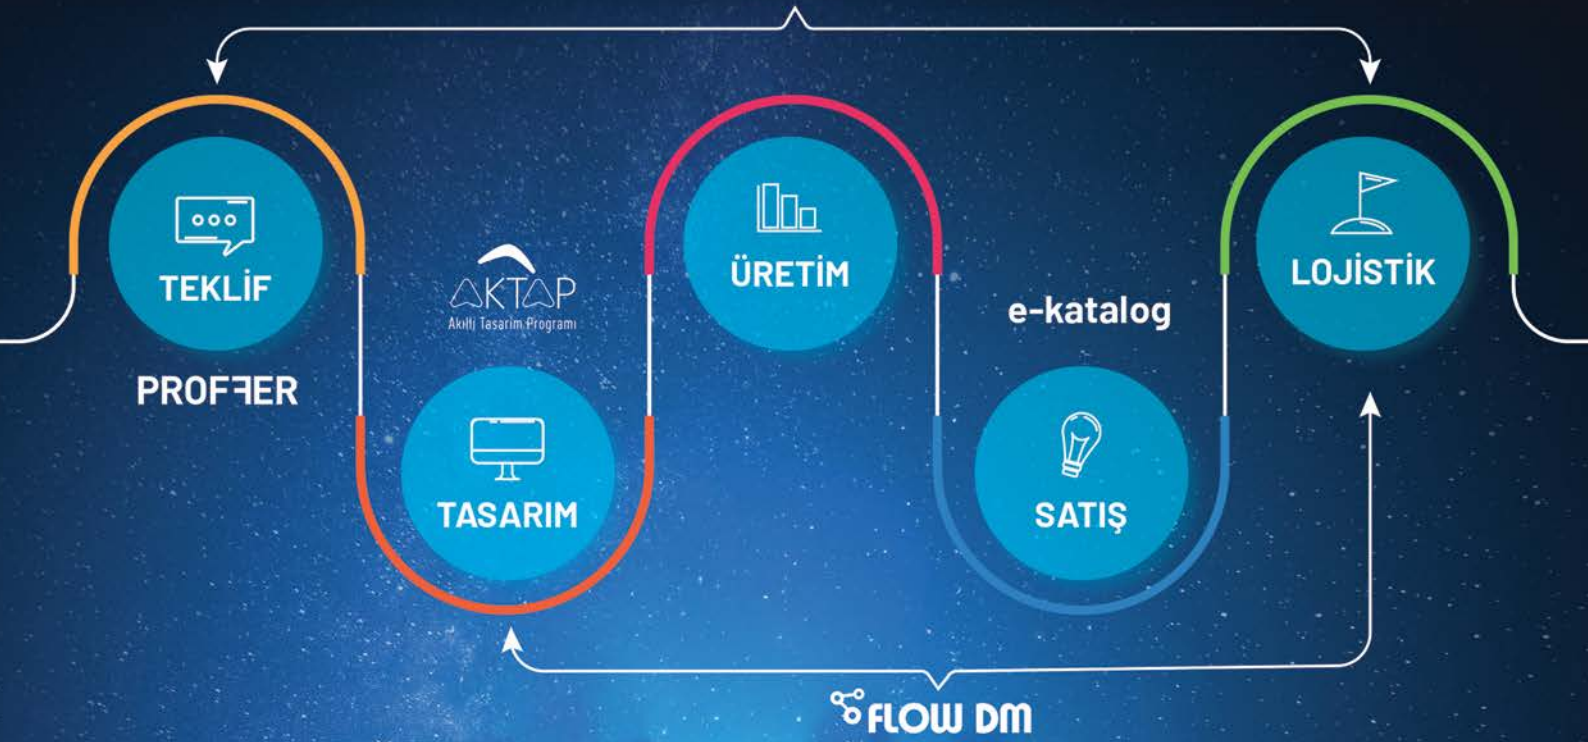 TEKLİF
PROFFER
AKTAP
Akıllı Tasarım Programı
TASARIM
ÜRETİM
e-katalog
SATIŞ
LOJİSTİK
FLOW DM